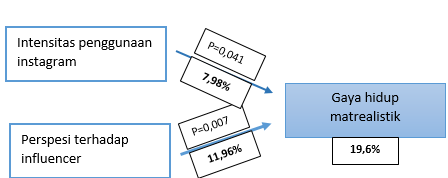 Intensitas penggunaan
instagram
P=0,041
7,98%
Gaya hidup
matrealistik
19,6%
P=0,007
11,96%
Perspesi terhadap
influencer